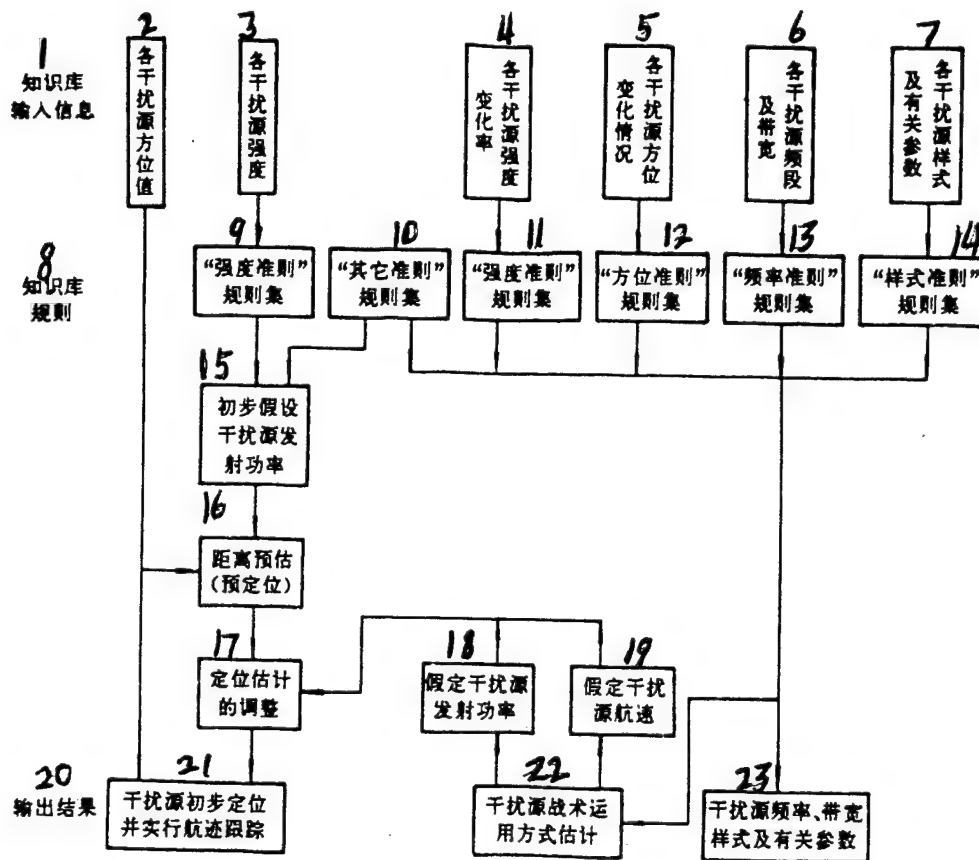 1
知识库
输入信息
2
各干扰源方位值
3
各干扰源强度
4
各干扰源强度
变化率
5
各干扰源方位
变化情况
6
各干扰源频段
及带宽
7
各干扰源样式
及有关参数
8
知识库
规则
9
“强度准则”
规则集
10
“其它准则”
规则集
11
“强度准则”
规则集
12
“方位准则”
规则集
13
“频率准则”
规则集
14
“样式准则”
规则集
15
初步假设
干扰源发
射功率
16
距离预估
(预定位)
17
定位估计
的调整
18
假定干扰源
发射功率
19
假定干扰
源航速
20
输出结果
21
干扰源初步定位
并实行航迹跟踪
22
干扰源战术运
用方式估计
23
干扰源频率、带宽
样式及有关参数